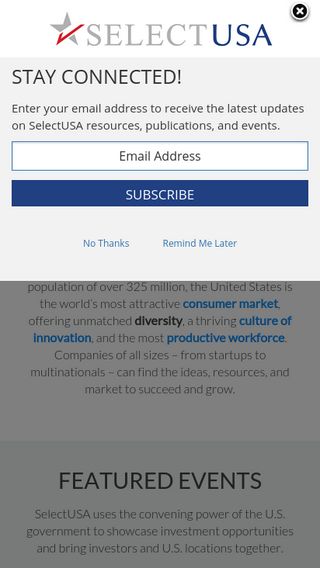 SELECTUSA
STAY CONNECTED!
Enter your email address to receive the latest updates
on SelectUSA resources, publications, and events.
Email Address
SUBSCRIBE
No Thanks
Remind Me Later
population of over 325 million, the United States is
the world's most attractive consumer market,
offering unmatched diversity, a thriving culture of
innovation, and the most productive workforce.
Companies of all sizes – from startups to
multinationals – can find the ideas, resources, and
market to succeed and grow.
FEATURED EVENTS
SelectUSA uses the convening power of the U.S.
government to showcase investment opportunities
and bring investors and U.S. locations together.